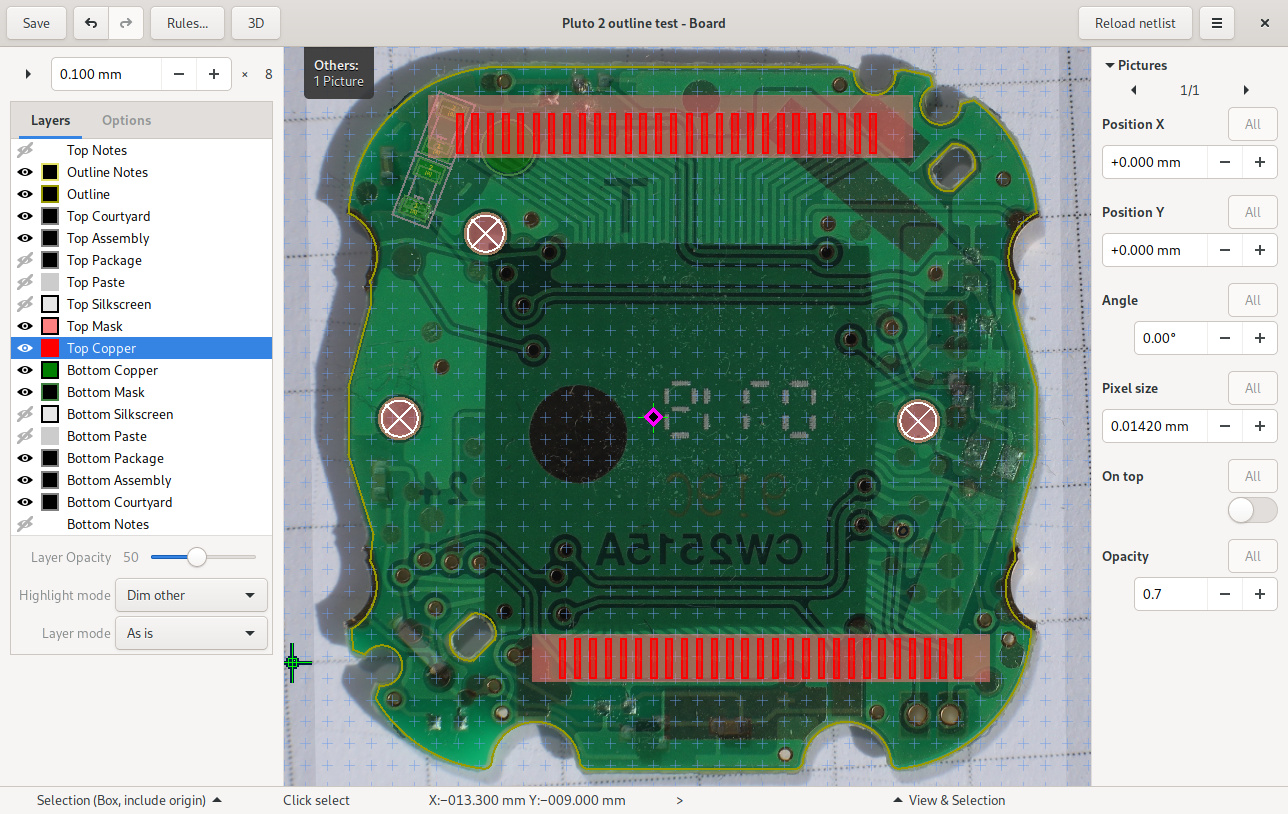 Save
Rules...
3D
Pluto 2 outline test - Board
Reload netlist
0.100 mm
×
8
Layers
Options
Top Notes
Outline Notes
Outline
Top Courtyard
Top Assembly
Top Package
Top Paste
Top Silkscreen
Top Mask
Top Copper
Bottom Copper
Bottom Mask
Bottom Silkscreen
Bottom Paste
Bottom Package
Bottom Assembly
Bottom Courtyard
Bottom Notes
Layer Opacity 50
Highlight mode Dim other
Layer mode As is
Others:
1 Picture
CW2515A
Pictures
1/1
Position X All
+0.000 mm
Position Y All
+0.000 mm
Angle All
0.00°
Pixel size All
0.01420 mm
On top All
Opacity All
0.7
Selection (Box, include origin)
Click select
X:−013.300 mm Y:−009.000 mm
>
View & Selection